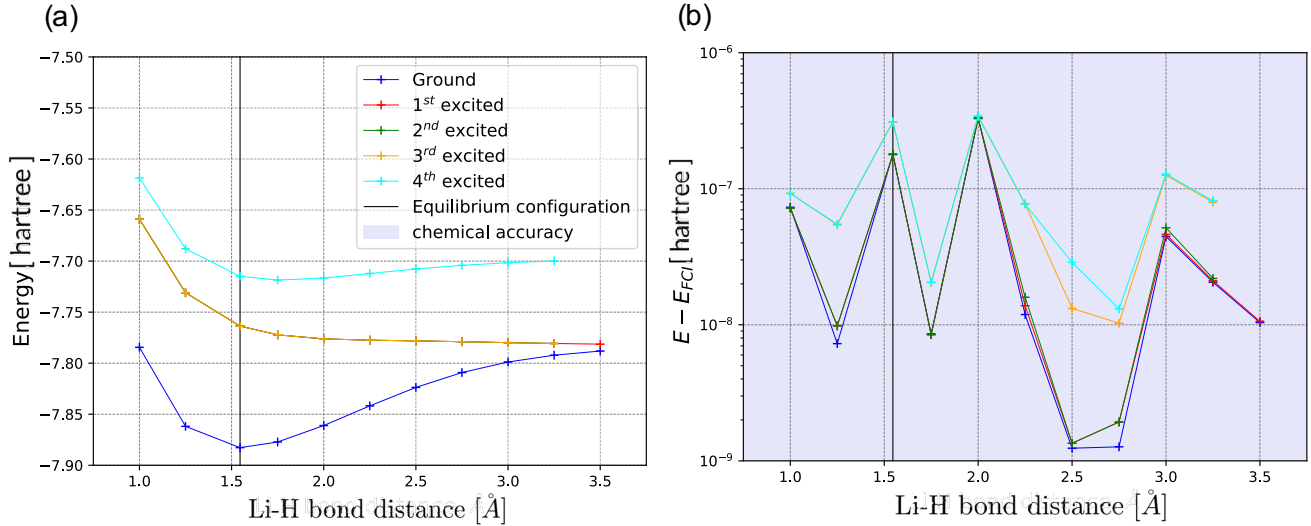 (a)
(b)
−7.50
−7.55
−7.60
−7.65
−7.70
−7.75
−7.80
−7.85
−7.90
Energy[hartree]
1.0 1.5 2.0 2.5 3.0 3.5
Li-H bond distance [Å]
Ground
1st excited
2nd excited
3rd excited
4th excited
Equilibrium configuration
chemical accuracy
10−6
10−7
10−8
10−9
E − EFCI[hartree]
1.0 1.5 2.0 2.5 3.0 3.5
Li-H bond distance [Å]